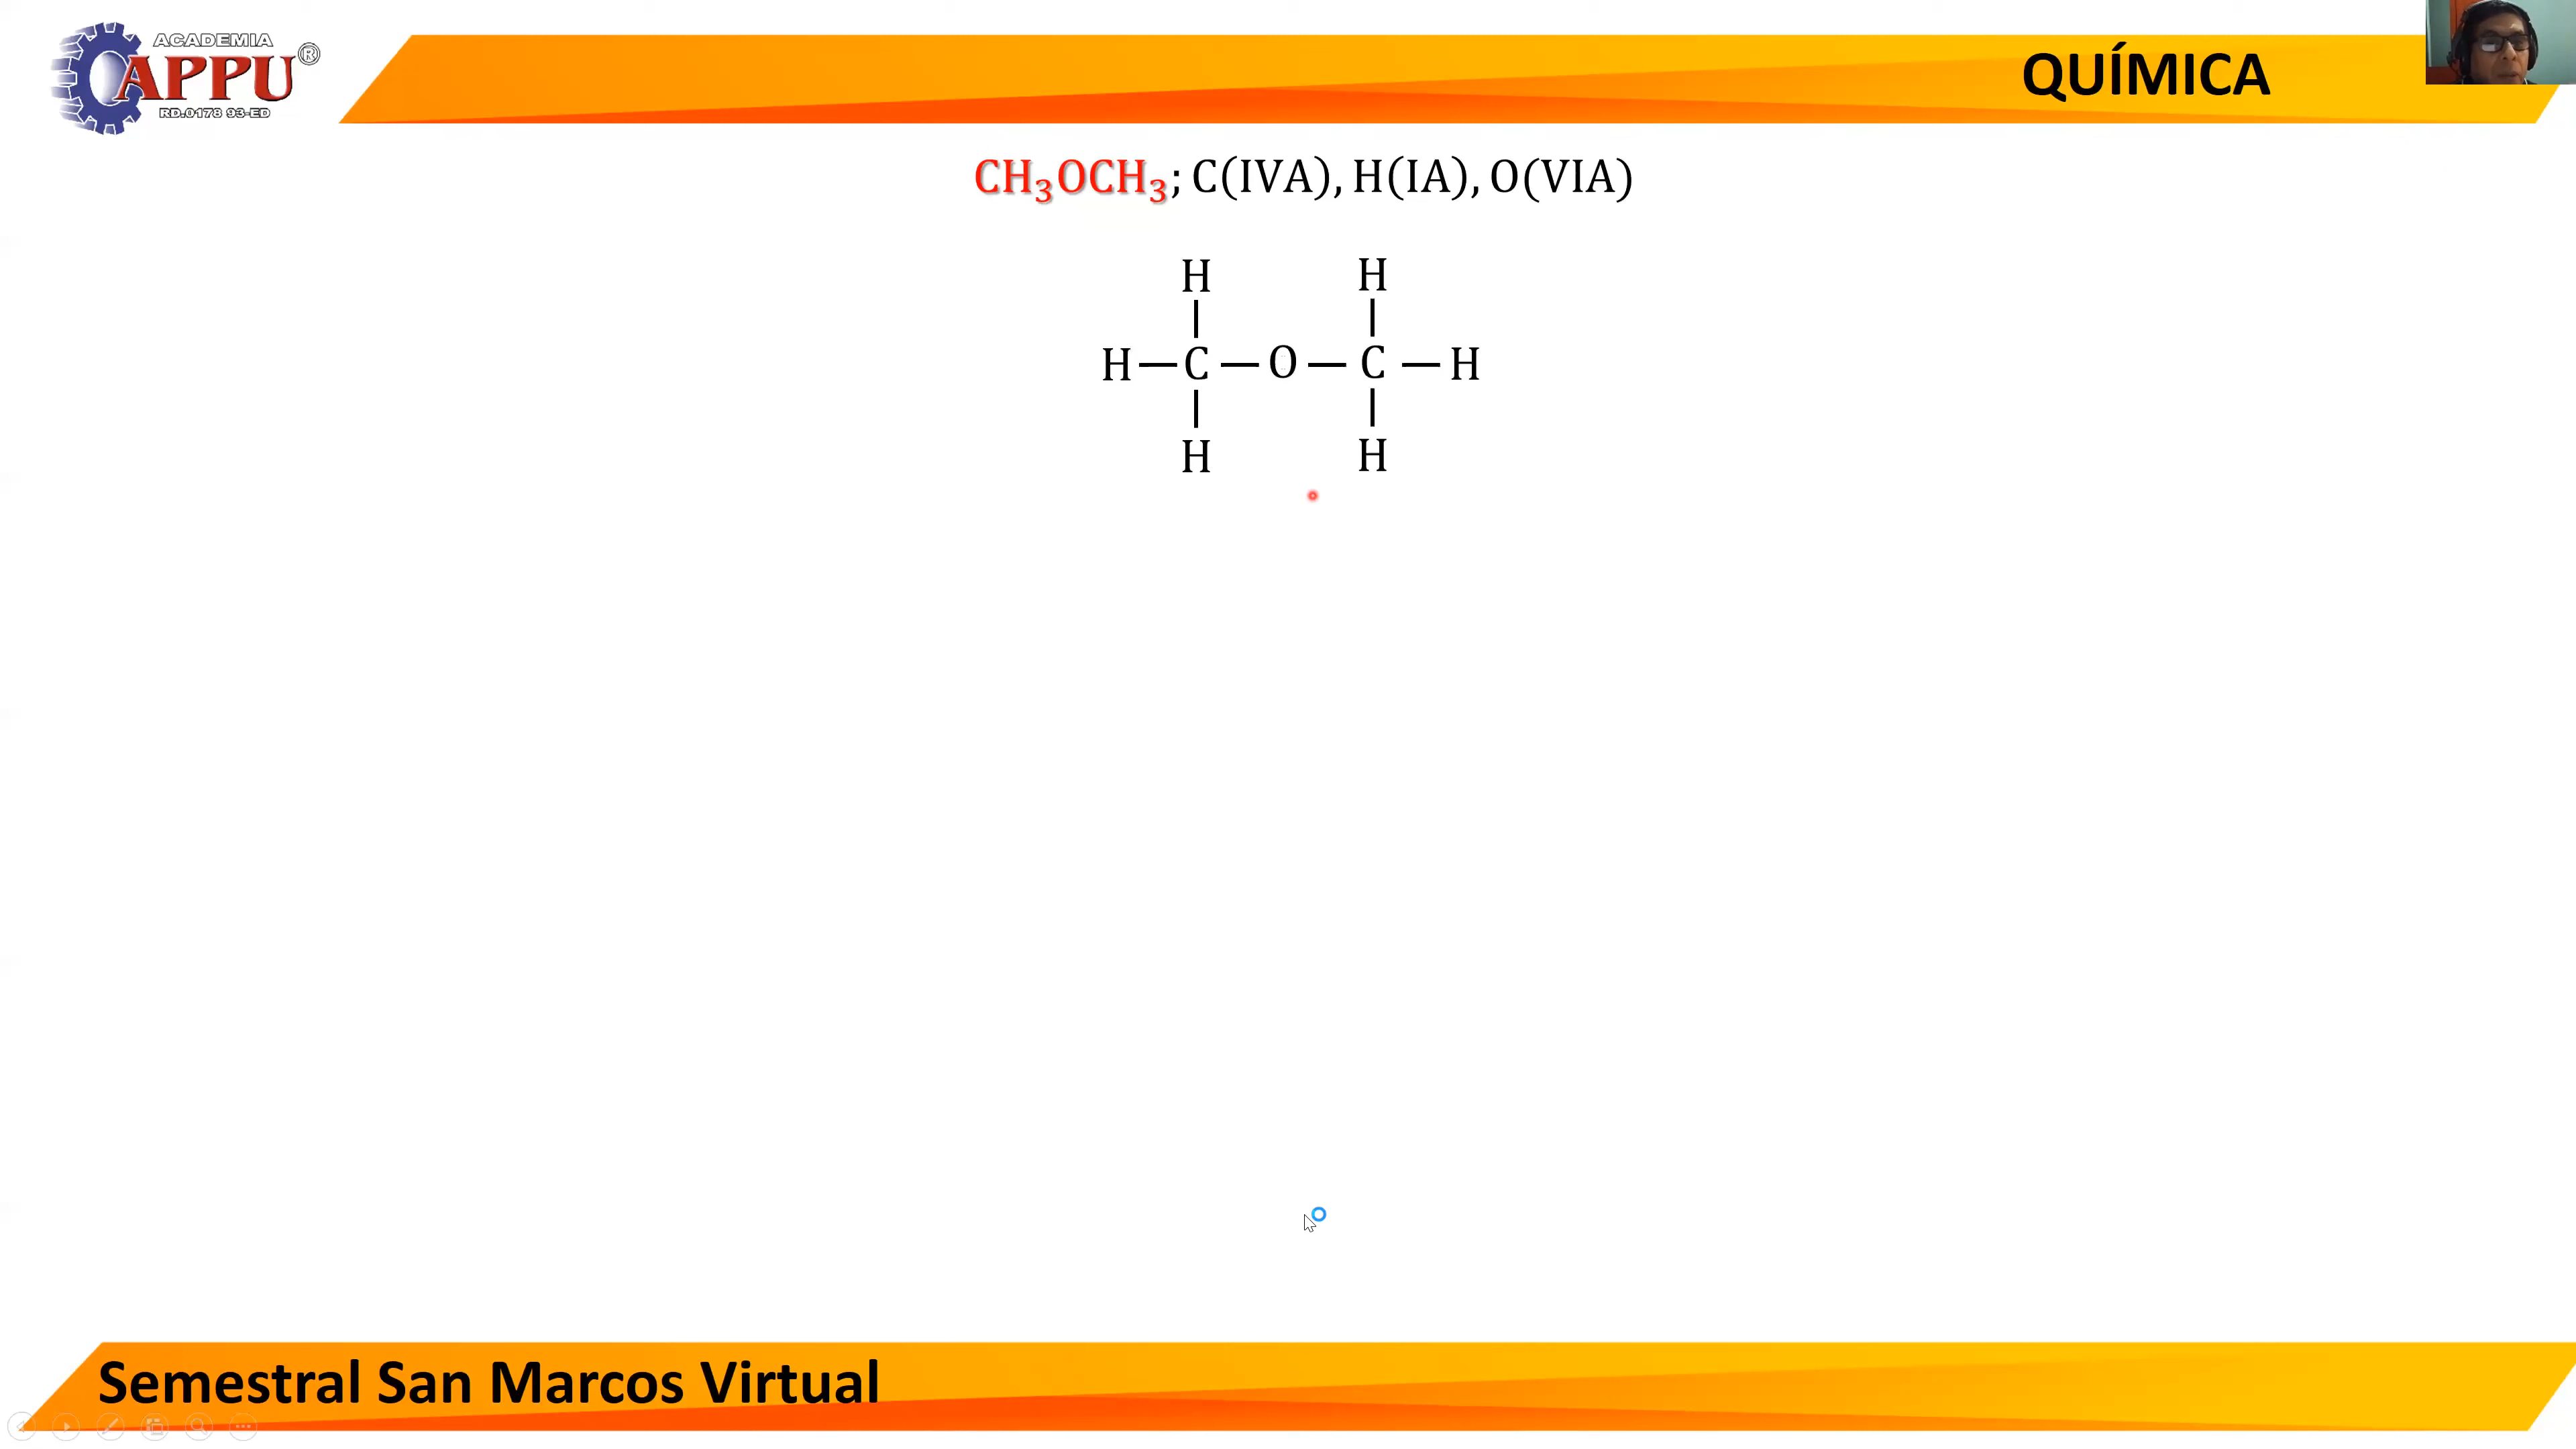 ACADEMIA
APPU®
RD.0178 93-ED
QUÍMICA
CH₃OCH₃; C(IVA), H(IA), O(VIA)
H H
H — C — O — C — H
H H
Semestral San Marcos Virtual